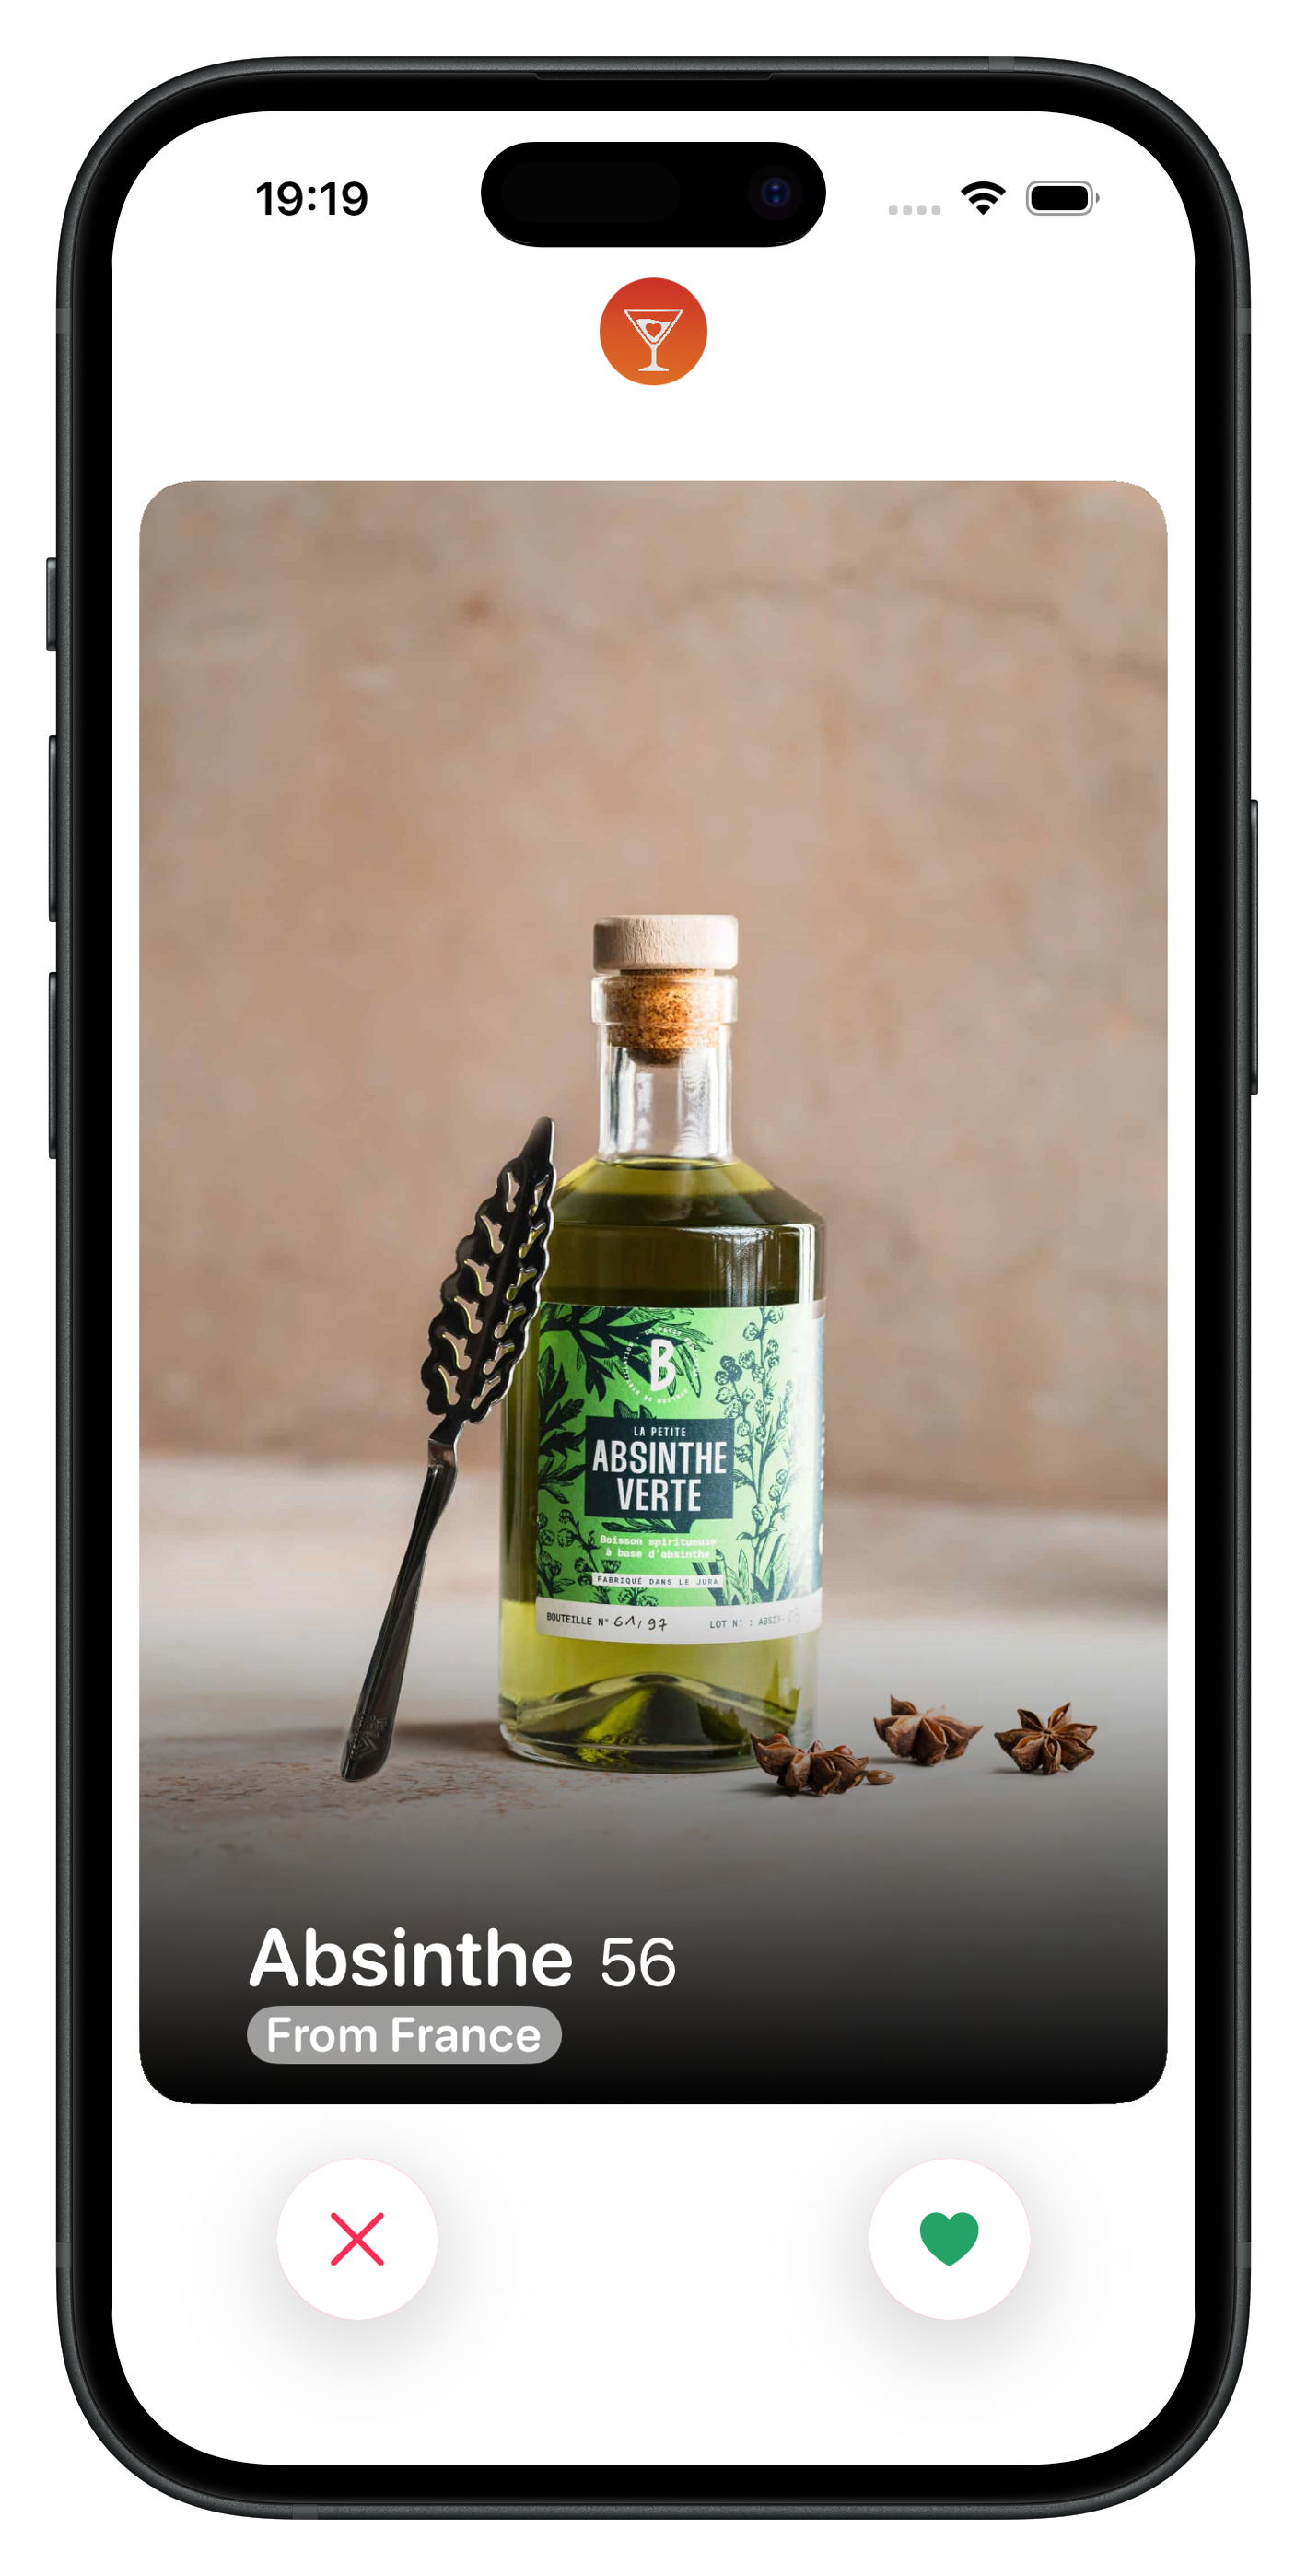 19:19
B
LA PETITE
ABSINTHE
VERTE
Boisson spiritueuse
à base d'absinthe
FABRIQUÉ DANS LE JURA
BOUTEILLE N° 61/97
LOT N° : ABS23-
Absinthe 56
From France